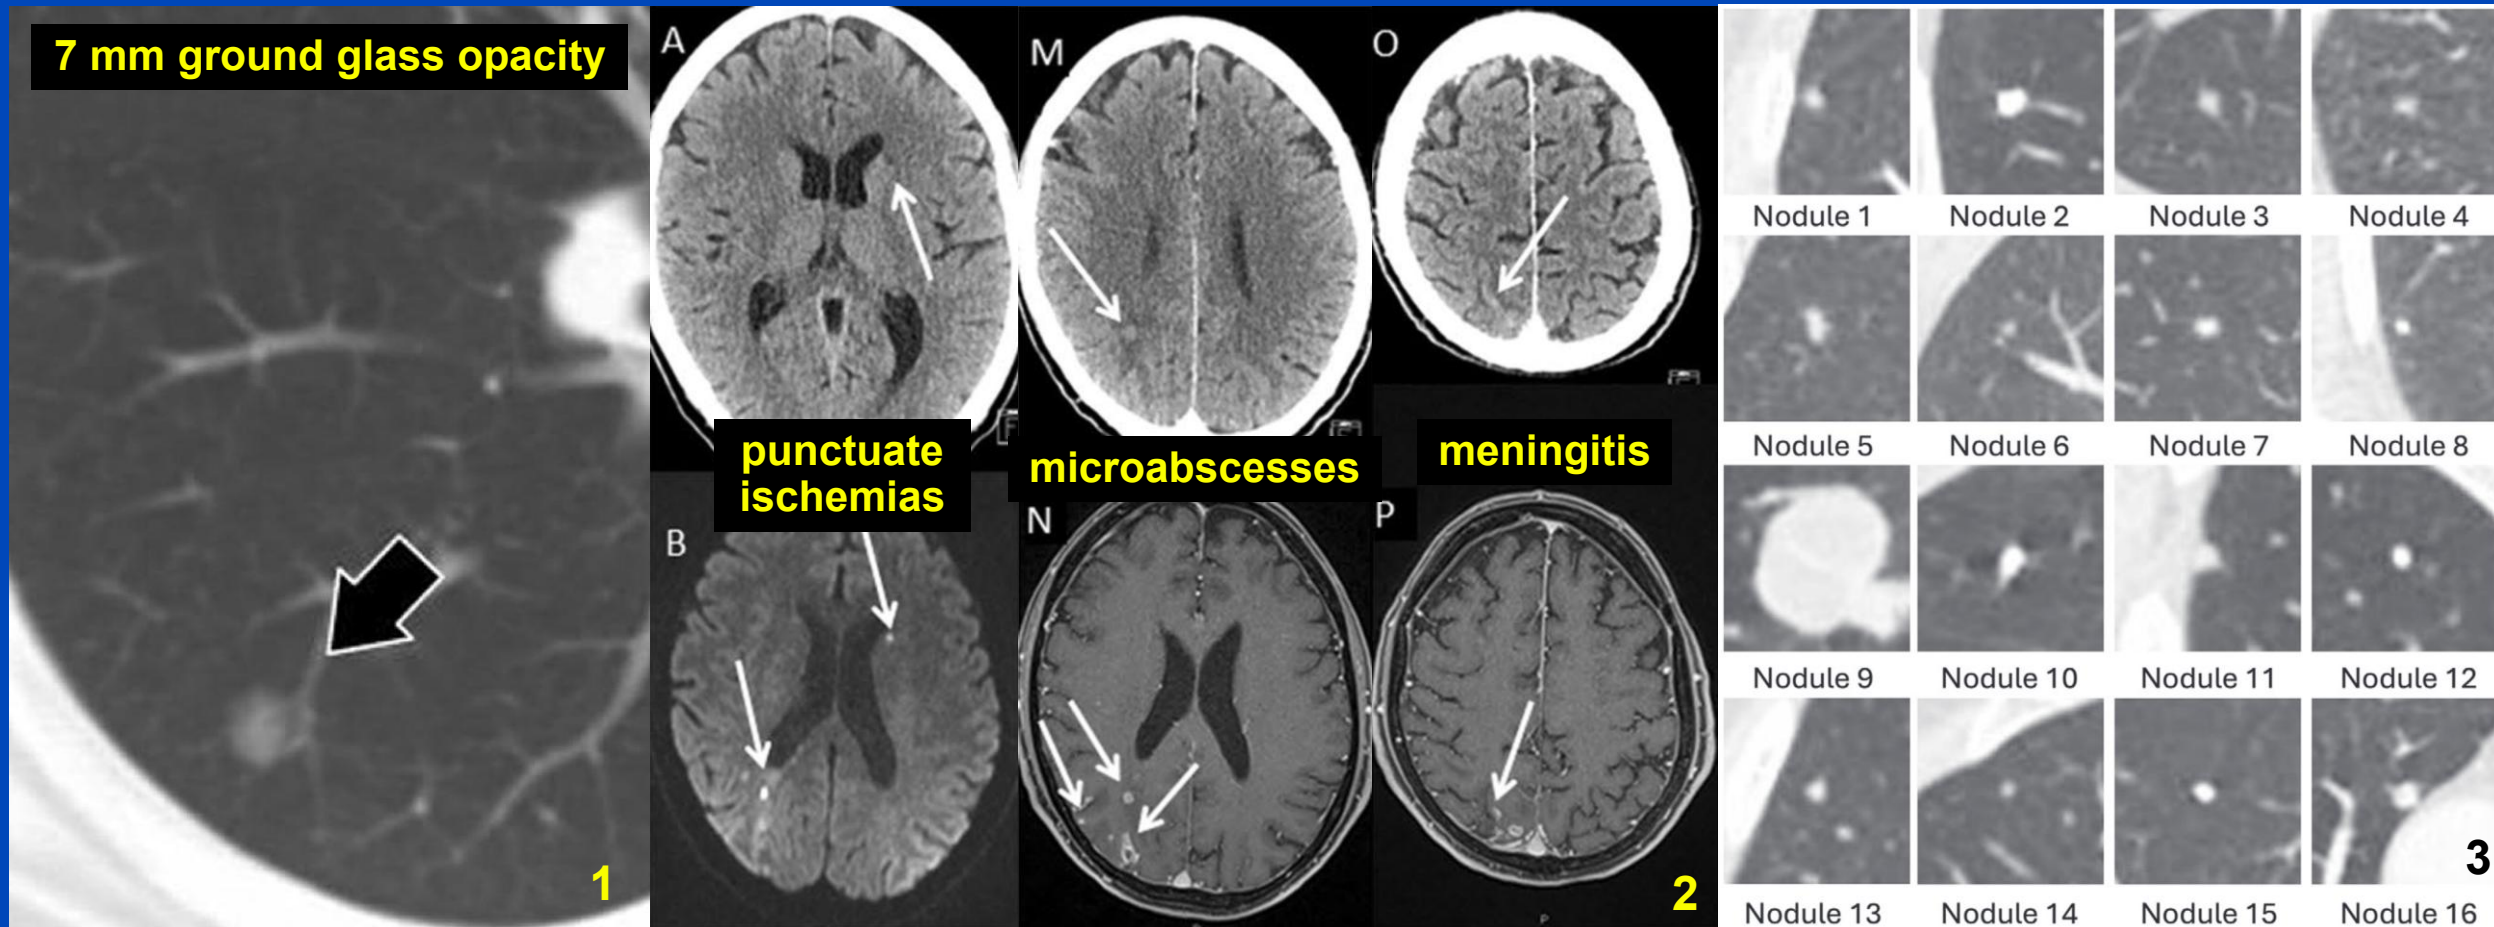 7 mm ground glass opacity
1
A
M
O
punctuate
ischemias
microabscesses
meningitis
B
N
P
2
Nodule 1
Nodule 2
Nodule 3
Nodule 4
Nodule 5
Nodule 6
Nodule 7
Nodule 8
Nodule 9
Nodule 10
Nodule 11
Nodule 12
Nodule 13
Nodule 14
Nodule 15
Nodule 16
3